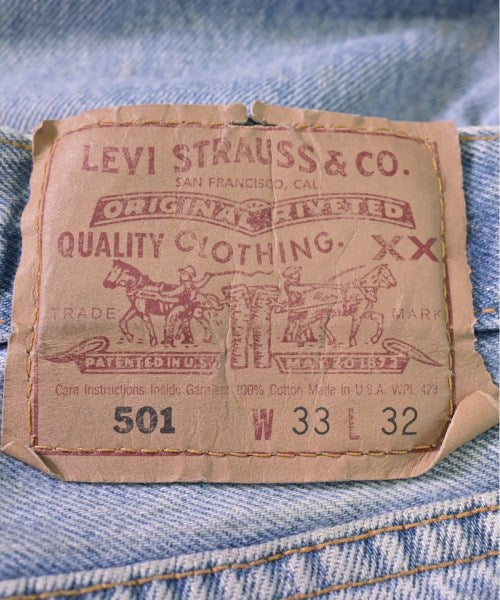 LEVI STRAUSS & CO.
SAN FRANCISCO, CAL.
ORIGINAL RIVETED
QUALITY CLOTHING. XX
TRADE MARK
PATENTED IN U.S. MAY 20 1873
Care Instructions Inside Garment 100% Cotton Made in U.S.A. WPL 423
501 W 33 L 32